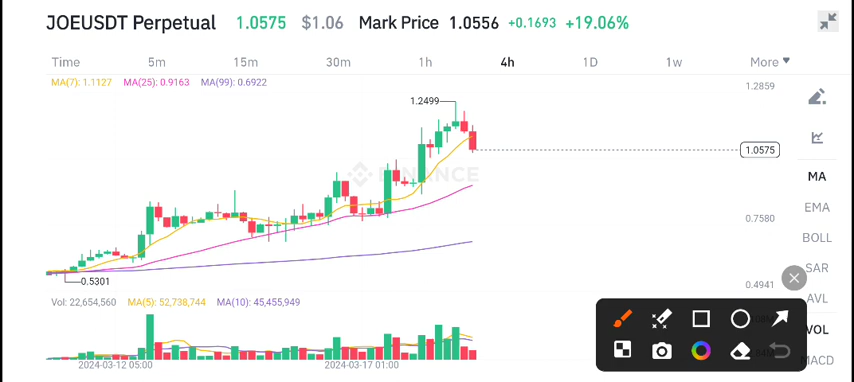 JOEUSDT Perpetual 1.0575 $1.06 Mark Price 1.0556 +0.1693 +19.06%
Time 5m 15m 30m 1h 4h 1D 1w More
MA(7): 1.1127 MA(25): 0.9163 MA(99): 0.6922
1.2859
1.2499
1.0575
BINANCE
MA
EMA
0.7580
BOLL
SAR
0.5301
0.4941
AVL
Vol: 22,654,560 MA(5): 52,738,744 MA(10): 45,455,949
VOL
MACD
2024-03-12 05:00 2024-03-17 01:00